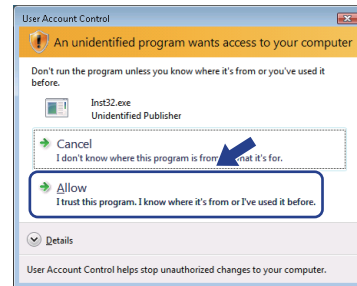 User Account Control
An unidentified program wants access to your computer
Don't run the program unless you know where it's from or you've used it
before.
Inst32.exe
Unidentified Publisher
Cancel
I don't know where this program is from it's for.
Allow
I trust this program. I know where it's from or I've used it before.
Details
User Account Control helps stop unauthorized changes to your computer.